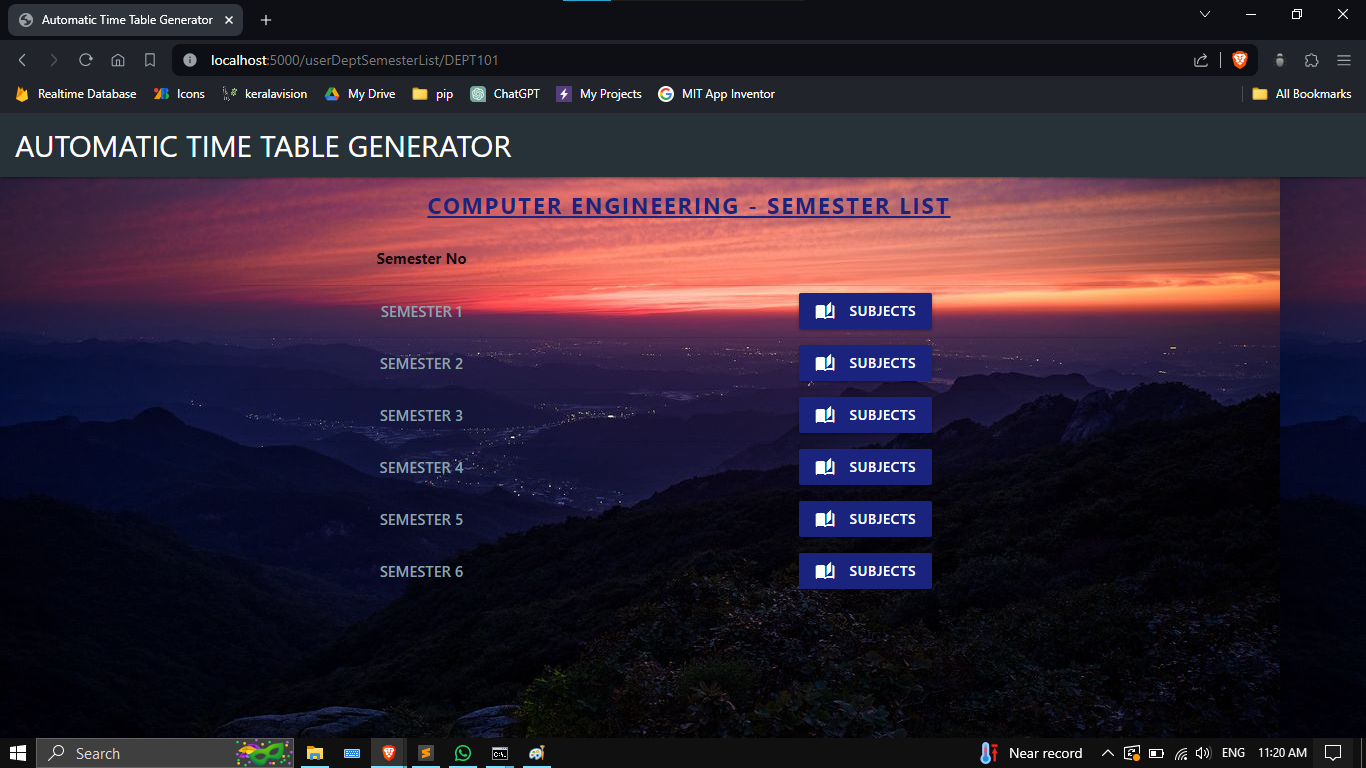 Automatic Time Table Generator
localhost:5000/userDeptSemesterList/DEPT101
Realtime Database Icons keralavision My Drive pip ChatGPT My Projects MIT App Inventor All Bookmarks
AUTOMATIC TIME TABLE GENERATOR
COMPUTER ENGINEERING - SEMESTER LIST
Semester No
SEMESTER 1 SUBJECTS
SEMESTER 2 SUBJECTS
SEMESTER 3 SUBJECTS
SEMESTER 4 SUBJECTS
SEMESTER 5 SUBJECTS
SEMESTER 6 SUBJECTS
Search Near record ENG 11:20 AM